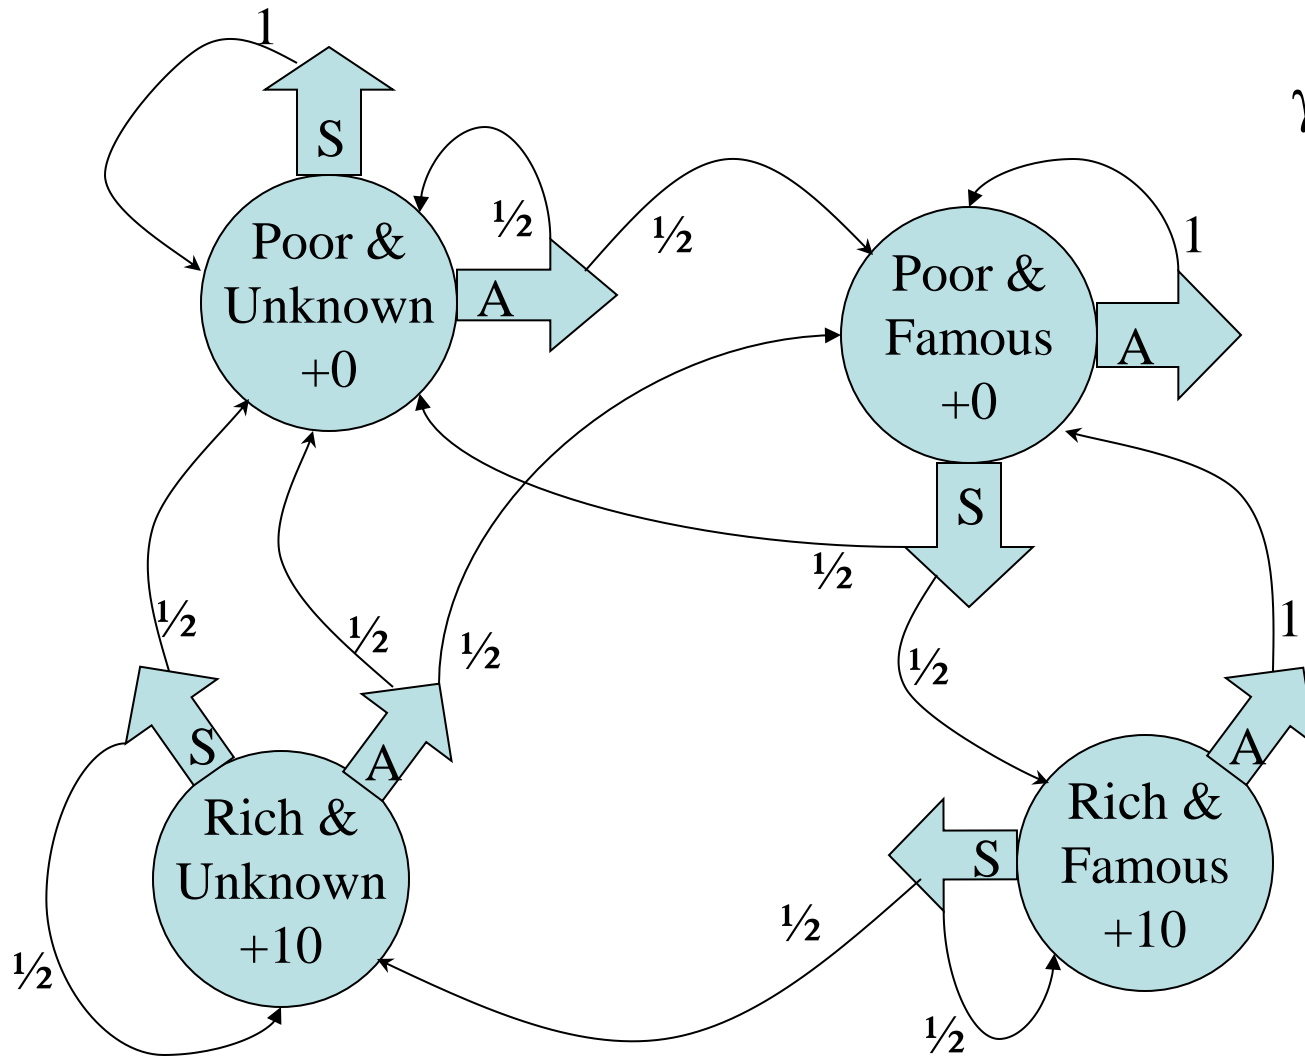 1
S
½
½
γ
Poor &
Unknown
+0
A
Poor &
Famous
+0
1
A
S
½
½
½
½
½
1
S
A
Rich &
Unknown
+10
½
A
S
Rich &
Famous
+10
½
½